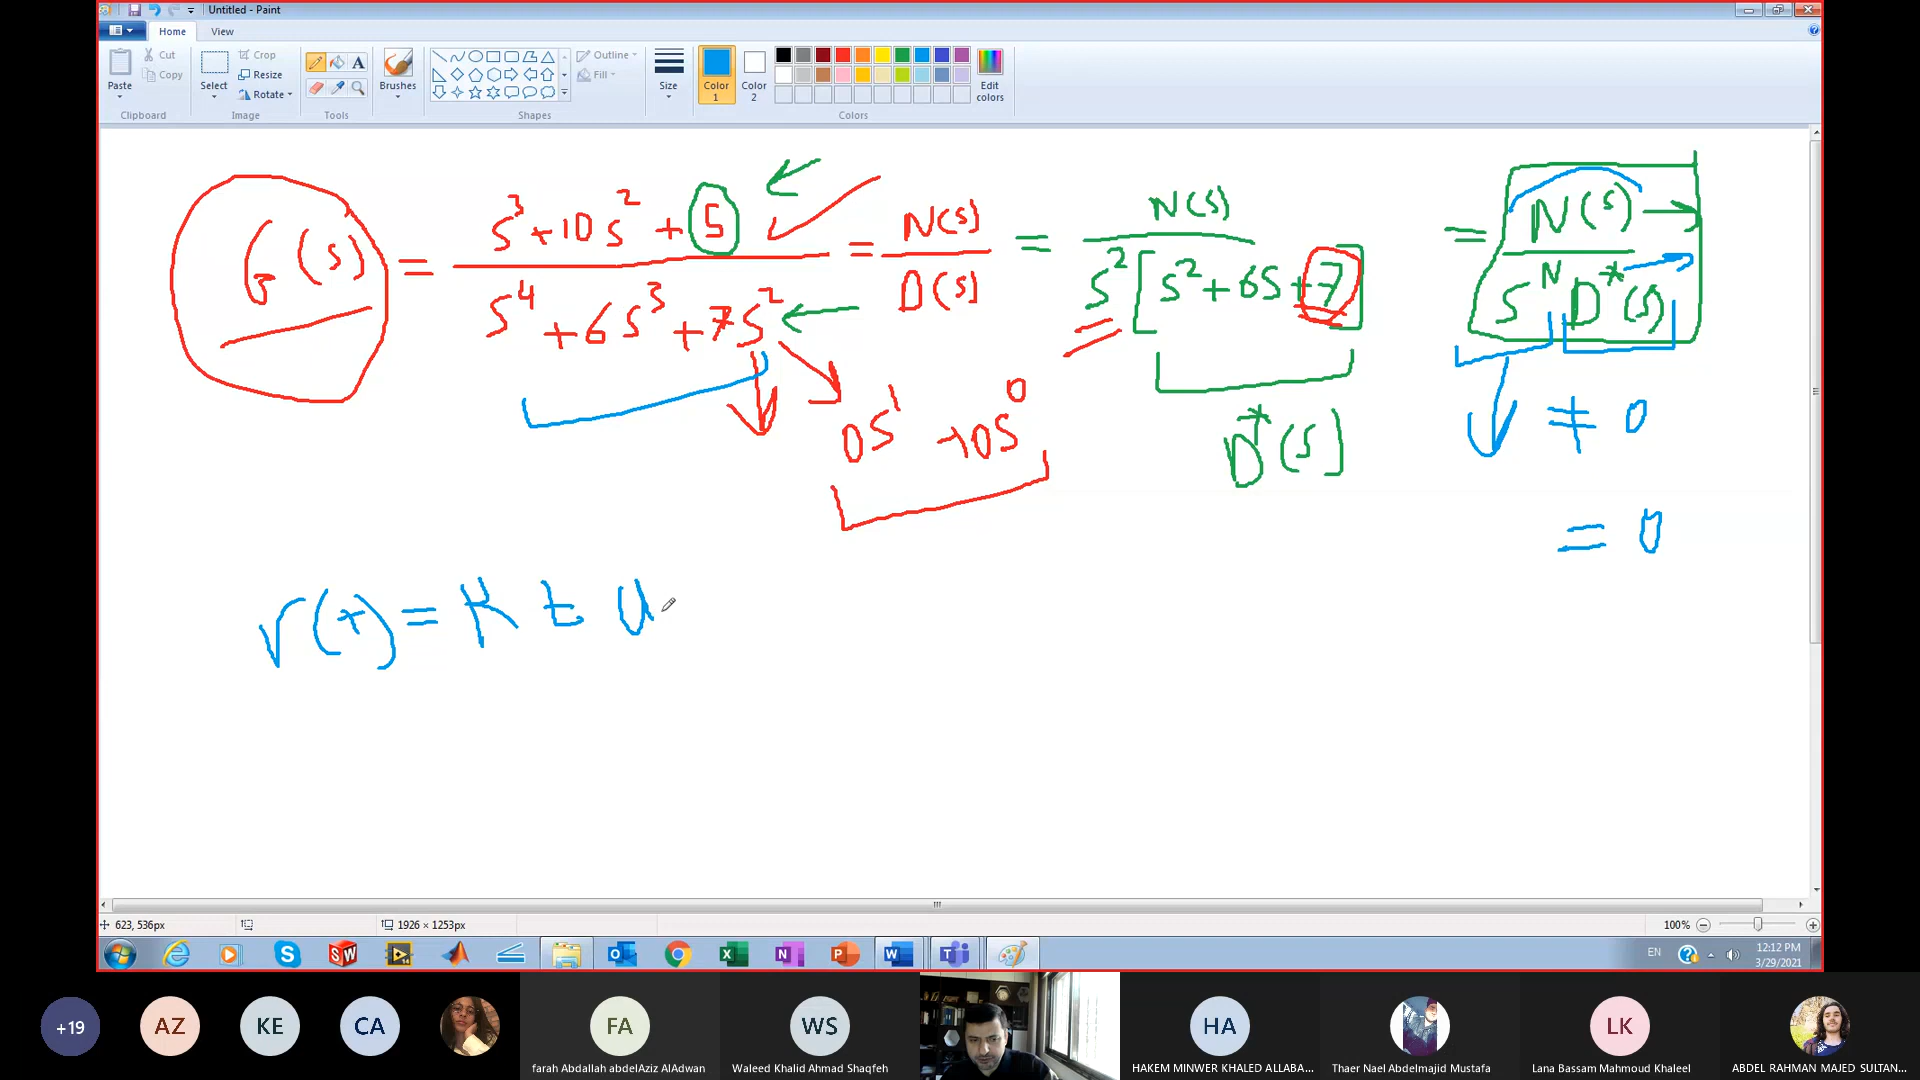 Untitled - Paint
Home View
Paste Cut Copy Clipboard
Select Crop Resize Rotate Image
Tools
Brushes
Outline Fill Shapes
Size
Color 1 Color 2 Edit colors Colors
G(s) = (s³ + 10s² + 5) / (s⁴ + 6s³ + 7s²) = N(s) / D(s) = N(s) / s²[s² + 6s + 7] = N(s) / s^N D*(s)
0s¹ + 0s⁰
D*(s)
≠ 0
= 0
r(t) = K t u
623, 536px 1926 × 1253px 100%
EN 12:12 PM
3/29/2021
+19 AZ KE CA FA WS HA LK
farah Abdallah abdelAziz AlAdwan Waleed Khalid Ahmad Shaqfeh HAKEM MINWER KHALED ALLABA... Thaer Nael Abdelmajid Mustafa Lana Bassam Mahmoud Khaleel ABDEL RAHMAN MAJED SULTAN...